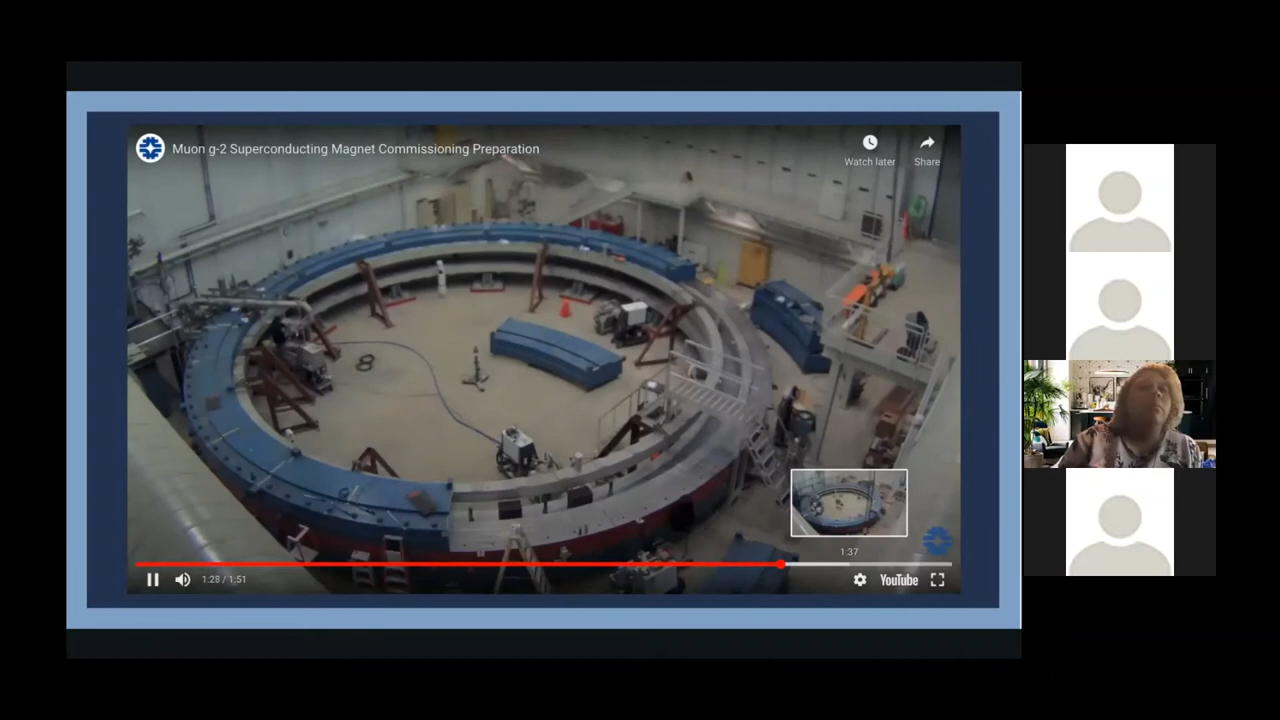 Muon g-2 Superconducting Magnet Commissioning Preparation
Watch later
Share
1:37
1:28 / 1:51
YouTube